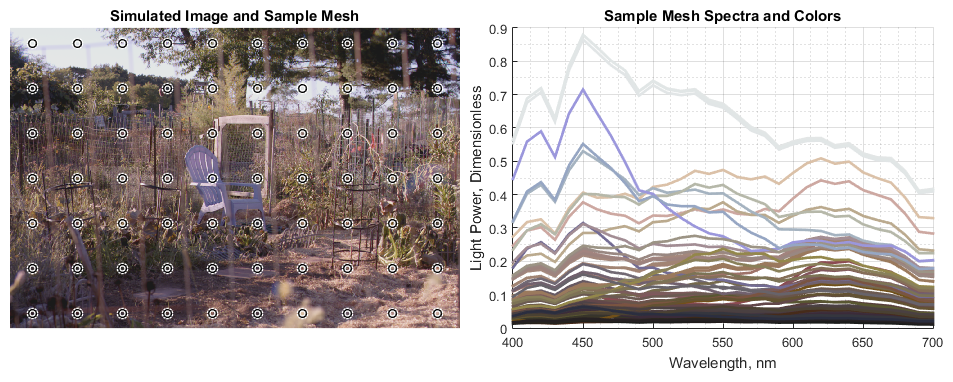 Simulated Image and Sample Mesh
Sample Mesh Spectra and Colors
Light Power, Dimensionless
0.9
0.8
0.7
0.6
0.5
0.4
0.3
0.2
0.1
0
400 450 500 550 600 650 700
Wavelength, nm